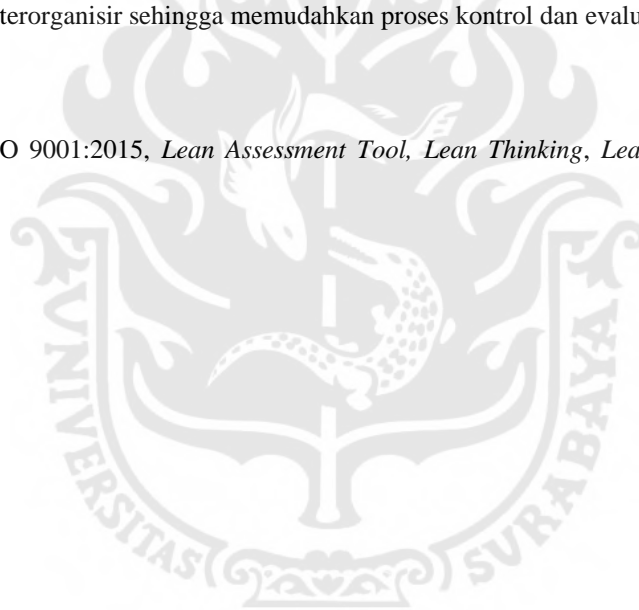 terorganisir sehingga memudahkan proses kontrol dan evalu
O 9001:2015, Lean Assessment Tool, Lean Thinking, Lea
UNIVERSITAS SURABAYA